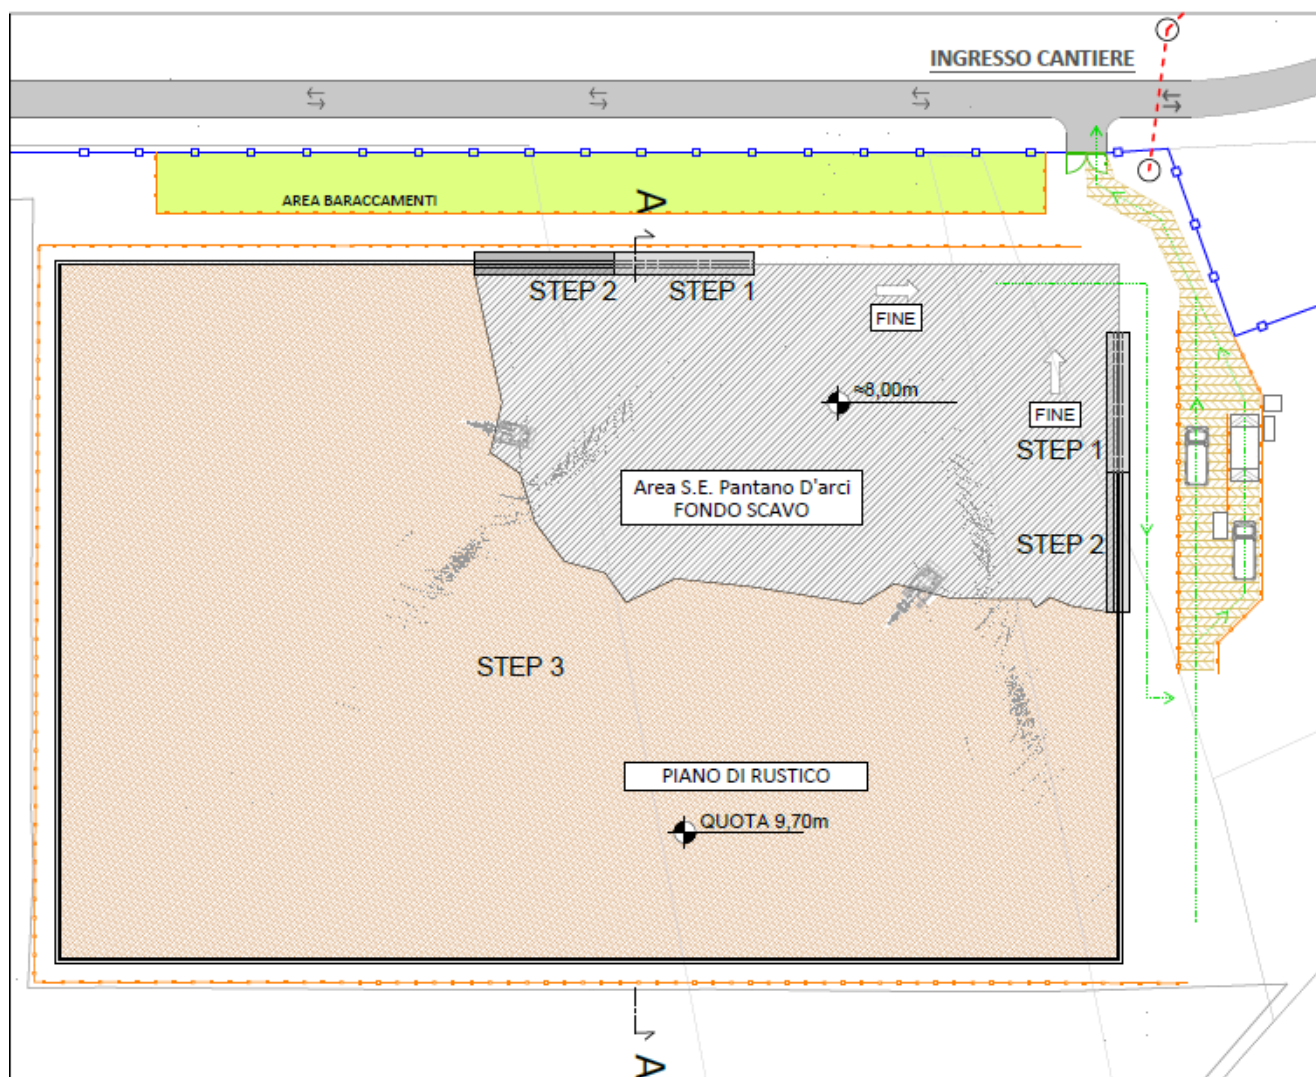 INGRESSO CANTIERE
AREA BARACCAMENTI
A
STEP 2
STEP 1
FINE
≈8,00m
FINE
STEP 1
Area S.E. Pantano D'arci
FONDO SCAVO
STEP 2
STEP 3
PIANO DI RUSTICO
QUOTA 9,70m
A